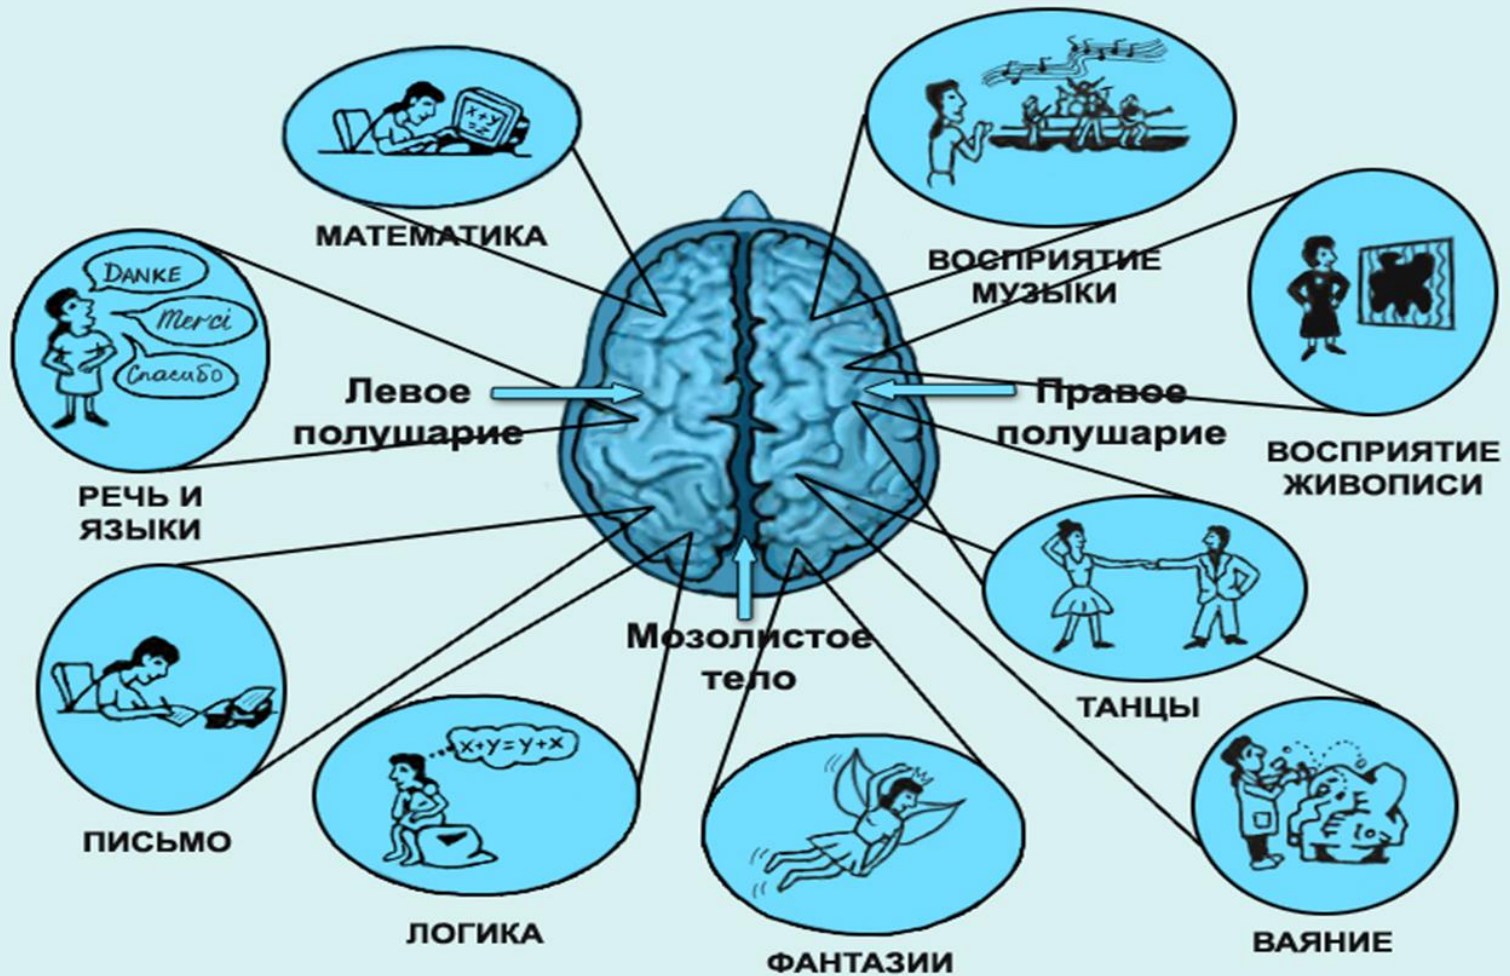 x+y
=z
МАТЕМАТИКА
ВОСПРИЯТИЕ
МУЗЫКИ
DANKE
Merci
Спасибо
Левое
полушарие
Правое
полушарие
ВОСПРИЯТИЕ
ЖИВОПИСИ
РЕЧЬ И
ЯЗЫКИ
Мозолистое
тело
ТАНЦЫ
x+y=y+x
ПИСЬМО
ЛОГИКА
ФАНТАЗИИ
ВАЯНИЕ